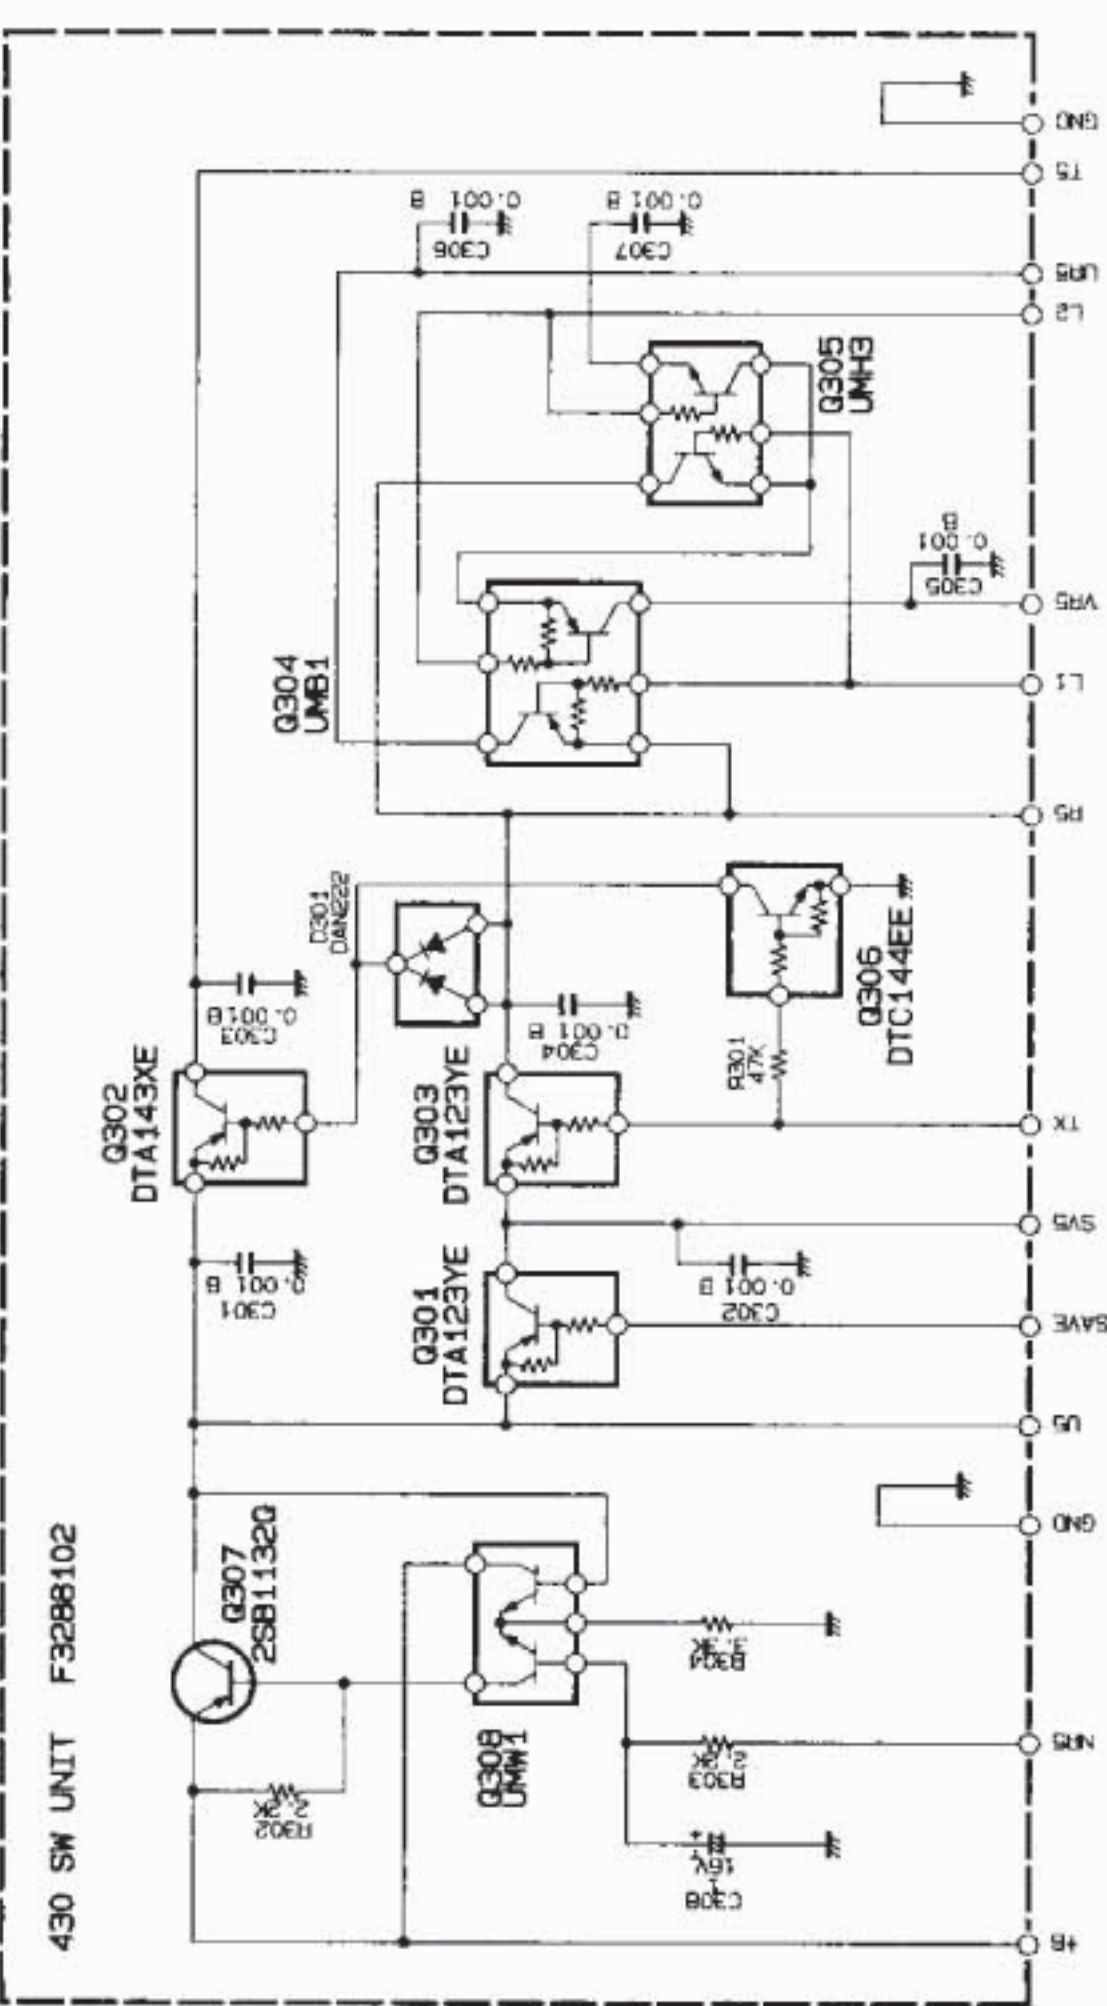 430 SW UNIT F3288102
Q307
2SB1132Q
R302
2.2K
Q308
UMW1
R304
3.3K
R303
2.2K
C308
1
16V
+
Q302
DTA143XE
C301
0.001 B
C303
0.001B
Q301
DTA123YE
Q303
DTA123YE
C302
0.001B
C304
0.001 B
D301
DAN222
R301
47K
Q306
DTC144EE
Q304
UMB1
Q305
UMH3
C305
0.001
B
C306
0.001 B
C307
0.001 B
+B
GND
U5
SAVE
SV5
TX
R5
L1
VR5
L2
UR5
T5
GND